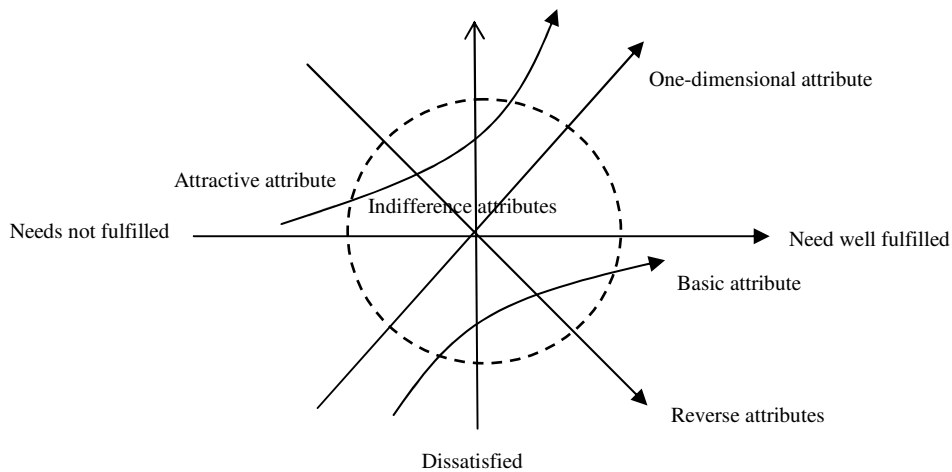 One-dimensional attribute
Attractive attribute
Indifference attributes
Needs not fulfilled
Need well fulfilled
Basic attribute
Reverse attributes
Dissatisfied